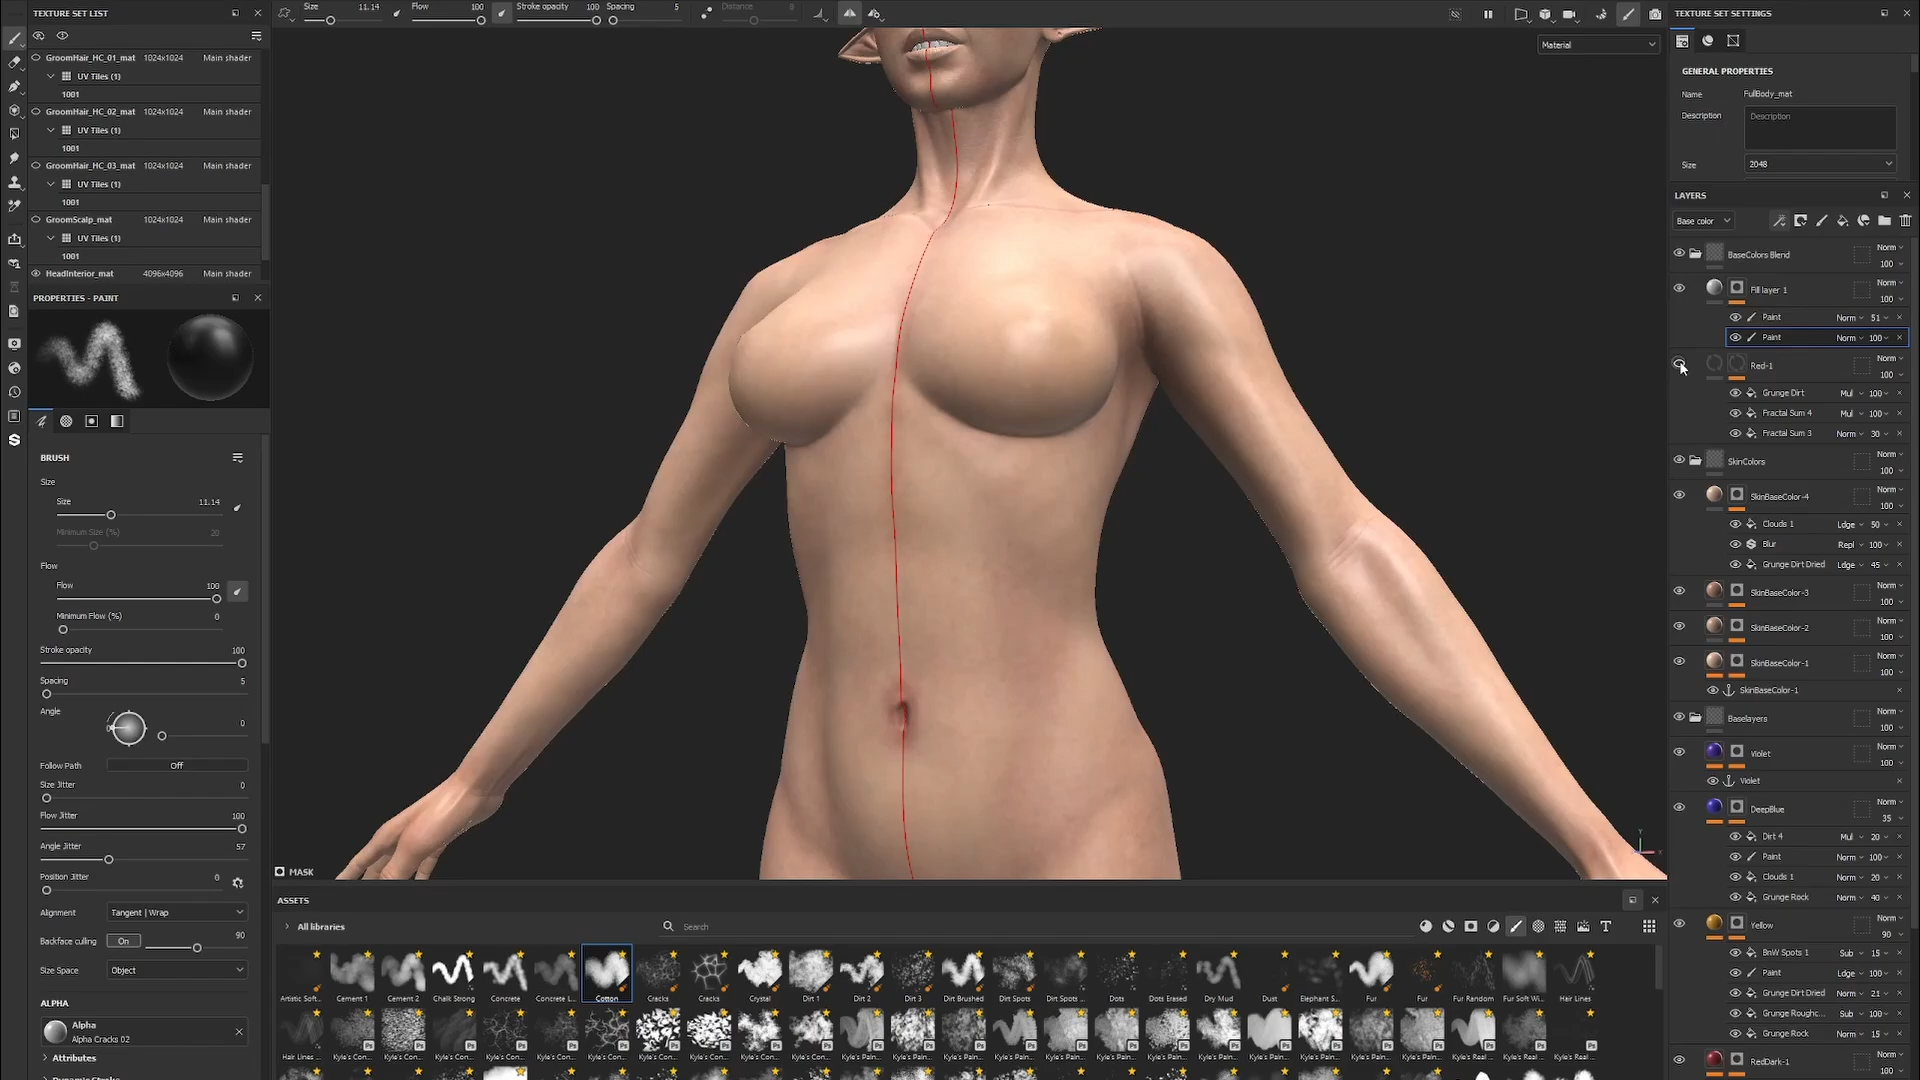 TEXTURE SET LIST
Size 11.14 Flow 100 Stroke opacity 100 Spacing 5 Distance 8
GroomHair_HC_01_mat 1024x1024 Main shader
UV Tiles (1)
1001
GroomHair_HC_02_mat 1024x1024 Main shader
UV Tiles (1)
1001
GroomHair_HC_03_mat 1024x1024 Main shader
UV Tiles (1)
1001
GroomScalp_mat 1024x1024 Main shader
UV Tiles (1)
1001
HeadInterior_mat 4096x4096 Main shader
PROPERTIES - PAINT
BRUSH
Size
Size 11.14
Minimum Size (%) 20
Flow
Flow 100
Minimum Flow (%) 0
Stroke opacity 100
Spacing 5
Angle 0
Follow Path Off
Size Jitter 0
Flow Jitter 100
Angle Jitter 57
Position Jitter 0
Alignment Tangent | Wrap
Backface culling On 90
Size Space Object
ALPHA
Alpha
Alpha Cracks 02
Attributes
Material
MASK
ASSETS
All libraries Search
Artistic Soft... Cement 1 Cement 2 Chalk Strong Concrete Concrete L... Cotton Cracks Cracks Crystal Dirt 1 Dirt 2 Dirt 3 Dirt Brushed Dirt Spots Dirt Spots ... Dots Dots Erased Dry Mud Dust Elephant S... Fur Fur Fur Random Fur Soft Wi... Hair Lines
Hair Lines ... Kyle's Con... Kyle's Con... Kyle's Con... Kyle's Con... Kyle's Con... Kyle's Con... Kyle's Con... Kyle's Con... Kyle's Con... Kyle's Con... Kyle's Pain... Kyle's Pain... Kyle's Pain... Kyle's Pain... Kyle's Pain... Kyle's Pain... Kyle's Pain... Kyle's Pain... Kyle's Pain... Kyle's Pain... Kyle's Pain... Kyle's Pain... Kyle's Real ... Kyle's Real ... Kyle's Real ...
TEXTURE SET SETTINGS
GENERAL PROPERTIES
Name FullBody_mat
Description Description
Size 2048
LAYERS
Base color
BaseColors Blend Norm 100
Fill layer 1 Norm 100
Paint Norm 51
Paint Norm 100
Red-1 Norm 100
Grunge Dirt Mul 100
Fractal Sum 4 Mul 100
Fractal Sum 3 Norm 30
SkinColors Norm 100
SkinBaseColor-4 Norm 100
Clouds 1 Ldge 50
Blur Repl 100
Grunge Dirt Dried Ldge 45
SkinBaseColor-3 Norm 100
SkinBaseColor-2 Norm 100
SkinBaseColor-1 Norm 100
SkinBaseColor-1
Baselayers Norm 100
Violet Norm 100
Violet
DeepBlue Norm 35
Dirt 4 Mul 20
Paint Norm 100
Clouds 1 Norm 20
Grunge Rock Norm 40
Yellow Norm 90
BnW Spots 1 Sub 15
Paint Ldge 100
Grunge Dirt Dried Norm 21
Grunge Roughc... Sub 100
Grunge Rock Norm 15
RedDark-1 Norm 100